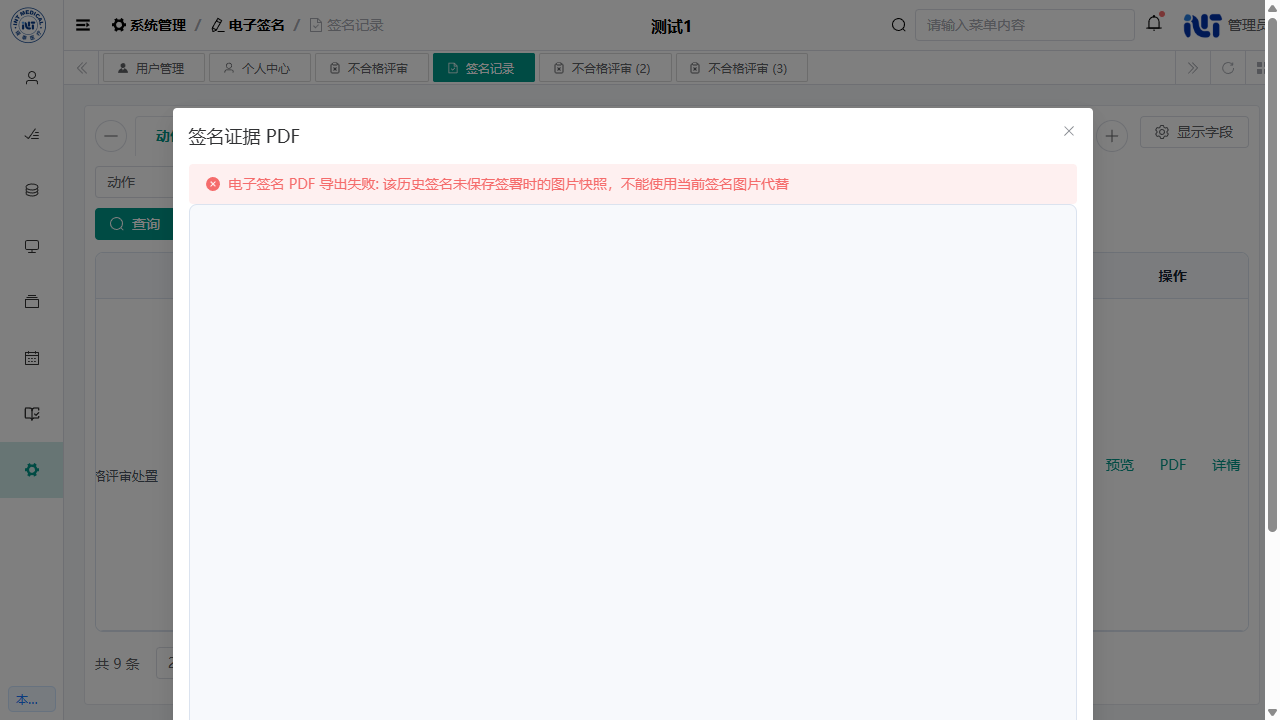 系统管理 / 电子签名 / 签名记录
测试1
请输入菜单内容
管理员
用户管理
个人中心
不合格评审
签名记录
不合格评审 (2)
不合格评审 (3)
签名证据 PDF
显示字段
电子签名 PDF 导出失败: 该历史签名未保存签署时的图片快照，不能使用当前签名图片代替
动作
查询
操作
格评审处置
预览
PDF
详情
共 9 条
本...